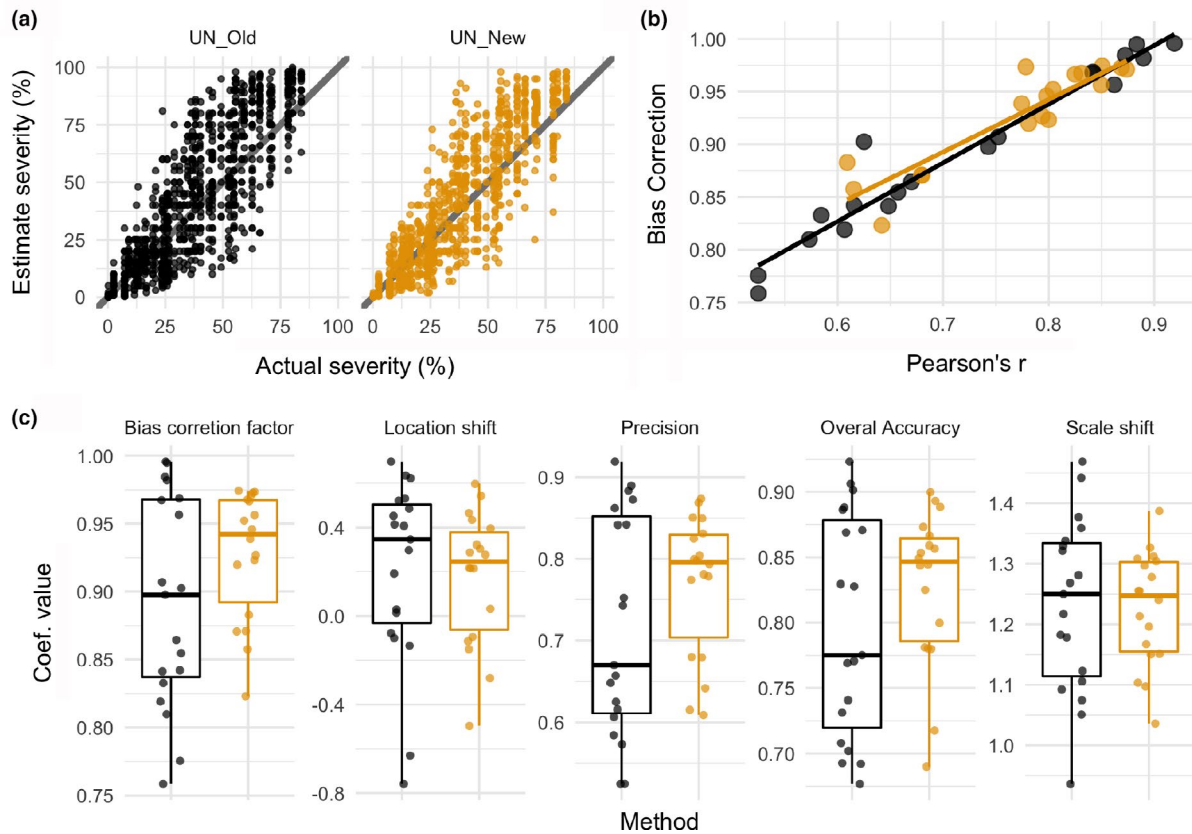 (a)
UN_Old
UN_New
Estimate severity (%)
100
75
50
25
0
0 25 50 75 100
0 25 50 75 100
Actual severity (%)
(b)
Bias Correction
1.00
0.95
0.90
0.85
0.80
0.75
0.6 0.7 0.8 0.9
Pearson's r
(c)
Coef. value
Bias corretion factor
1.00
0.95
0.90
0.85
0.80
0.75
Location shift
0.4
0.0
-0.4
-0.8
Precision
0.9
0.8
0.7
0.6
Overal Accuracy
0.90
0.85
0.80
0.75
0.70
Scale shift
1.4
1.3
1.2
1.1
1.0
Method